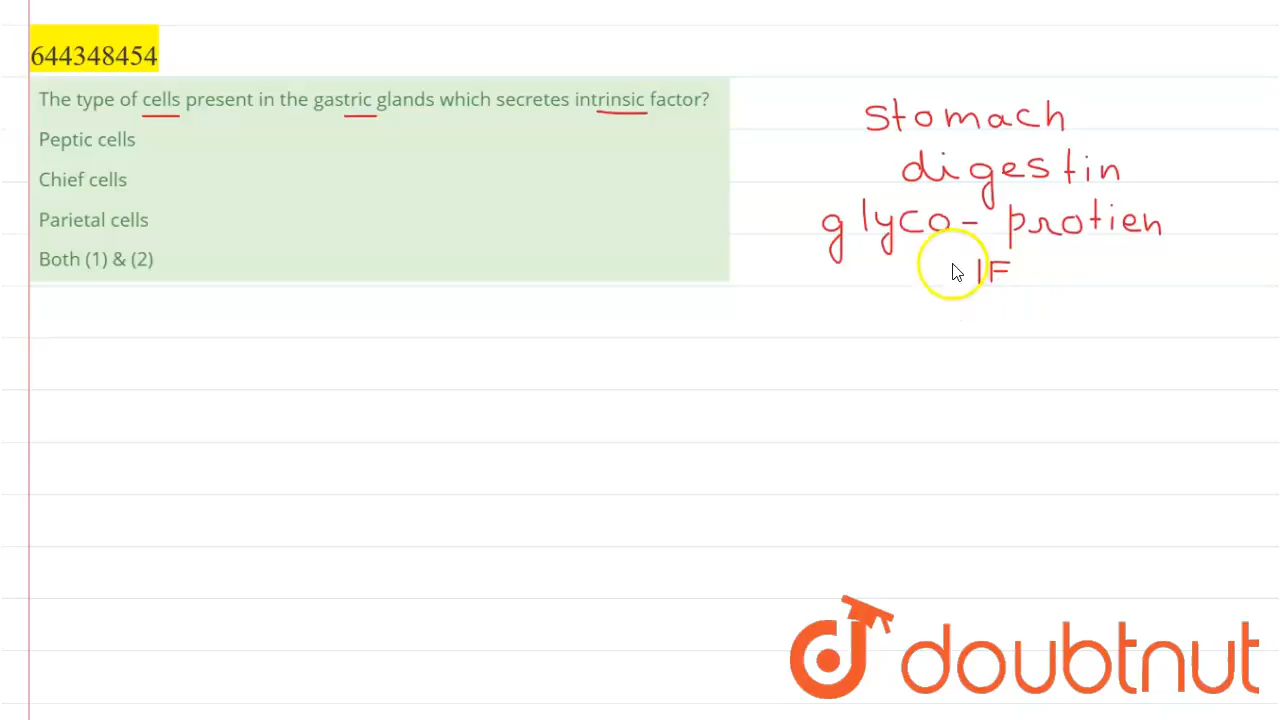 644348454
The type of cells present in the gastric glands which secretes intrinsic factor?
Peptic cells
Chief cells
Parietal cells
Both (1) & (2)
Stomach
digestin
glyco- protien
IF
doubtnut